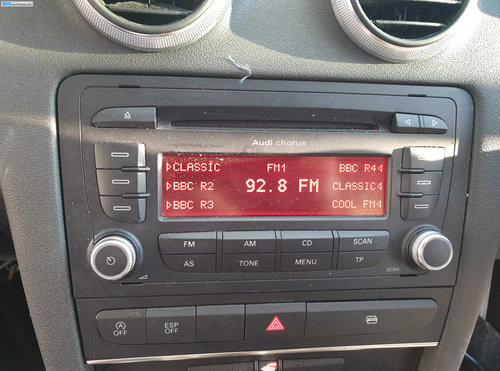 Audi chorus
CLASSIC FM1 BBC R4
BBC R2 92.8 FM CLASSIC
BBC R3 COOL FM
FM AM CD SCAN
AS TONE MENU TP
SCAN
A OFF ESP OFF